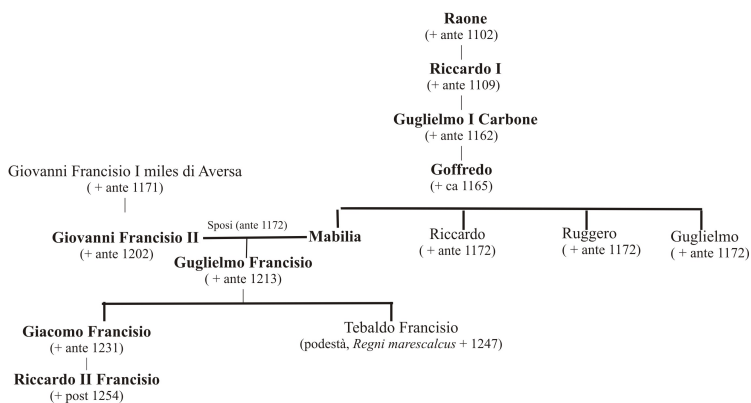 Raone
(+ ante 1102)
Riccardo I
(+ ante 1109)
Guglielmo I Carbone
(+ ante 1162)
Goffredo
(+ ca 1165)
Giovanni Francisio I miles di Aversa
( + ante 1171)
Giovanni Francisio II
(+ ante 1202)
Sposi (ante 1172)
Mabilia
Riccardo
( + ante 1172)
Ruggero
( + ante 1172)
Guglielmo
( + ante 1172)
Guglielmo Francisio
( + ante 1213)
Giacomo Francisio
(+ ante 1231)
Tebaldo Francisio
(podestà, Regni marescalcus + 1247)
Riccardo II Francisio
(+ post 1254)